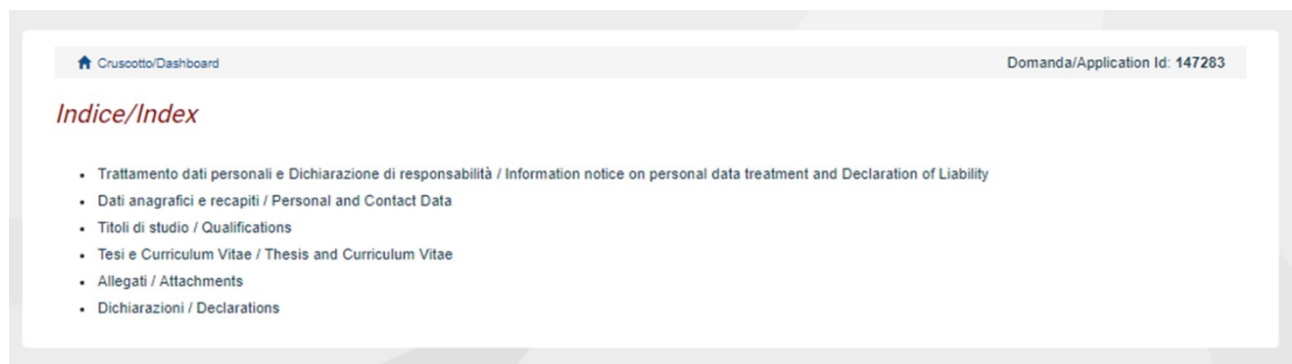 Cruscotto/Dashboard
Domanda/Application Id: 147283
Indice/Index
• Trattamento dati personali e Dichiarazione di responsabilità / Information notice on personal data treatment and Declaration of Liability
• Dati anagrafici e recapiti / Personal and Contact Data
• Titoli di studio / Qualifications
• Tesi e Curriculum Vitae / Thesis and Curriculum Vitae
• Allegati / Attachments
• Dichiarazioni / Declarations